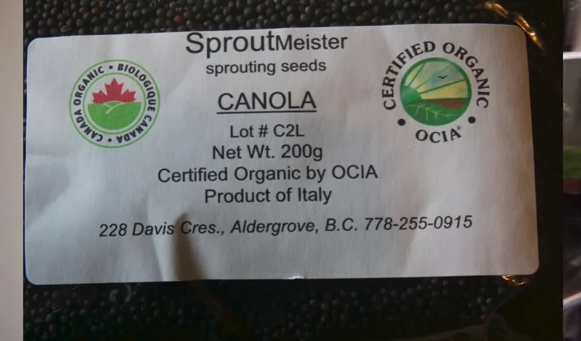 SproutMeister
sprouting seeds
CANADA ORGANIC • BIOLOGIQUE CANADA •
CERTIFIED ORGANIC
• OCIA •
CANOLA
Lot # C2L
Net Wt. 200g
Certified Organic by OCIA
Product of Italy
228 Davis Cres., Aldergrove, B.C. 778-255-0915